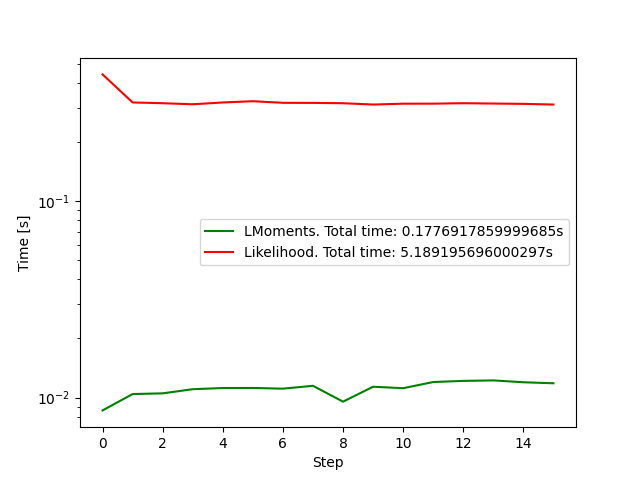 10⁻¹
10⁻²
Time [s]
LMoments. Total time: 0.1776917859999685s
Likelihood. Total time: 5.189195696000297s
0 2 4 6 8 10 12 14
Step